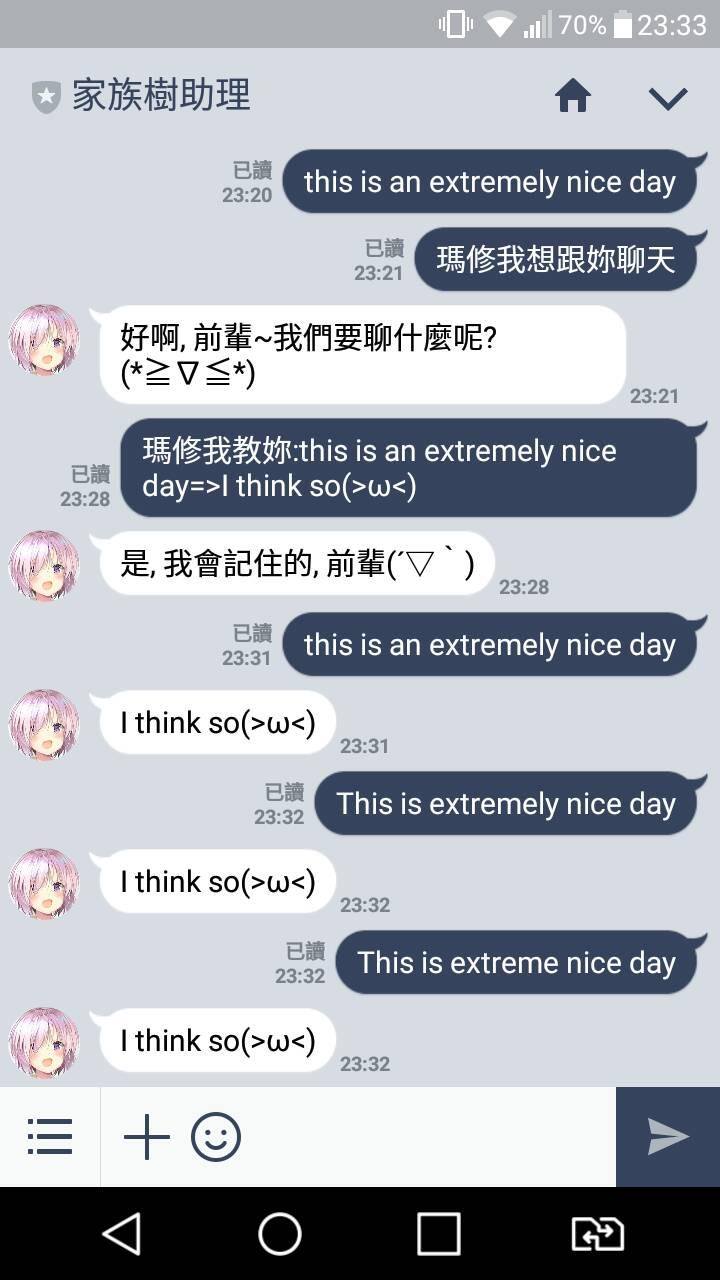 70% 23:33
家族樹助理
已讀
23:20
this is an extremely nice day
已讀
23:21
瑪修我想跟妳聊天
好啊, 前輩~我們要聊什麼呢?
(*≧∇≦*)
23:21
已讀
23:28
瑪修我教妳:this is an extremely nice
day=>I think so(>ω<)
是, 我會記住的, 前輩(´▽｀)
23:28
已讀
23:31
this is an extremely nice day
I think so(>ω<)
23:31
已讀
23:32
This is extremely nice day
I think so(>ω<)
23:32
已讀
23:32
This is extreme nice day
I think so(>ω<)
23:32